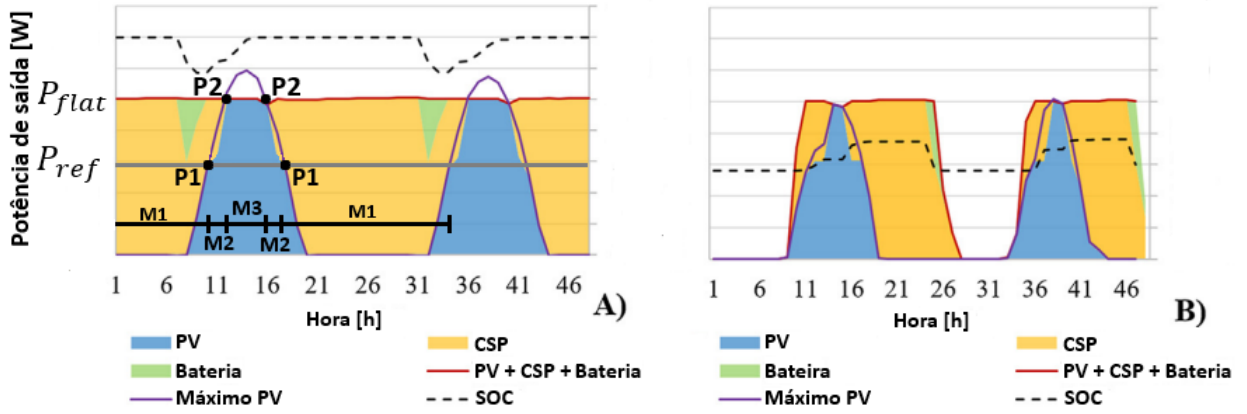 Potência de saída [W]
P_flat
P_ref
P2 P2
P1 P1
M1 M3 M1
M2 M2
1 6 11 16 21 26 31 36 41 46
Hora [h]
A)
PV
CSP
Bateria
PV + CSP + Bateria
Máximo PV
SOC
1 6 11 16 21 26 31 36 41 46
Hora [h]
B)
PV
CSP
Bateira
PV + CSP + Bateria
Máximo PV
SOC